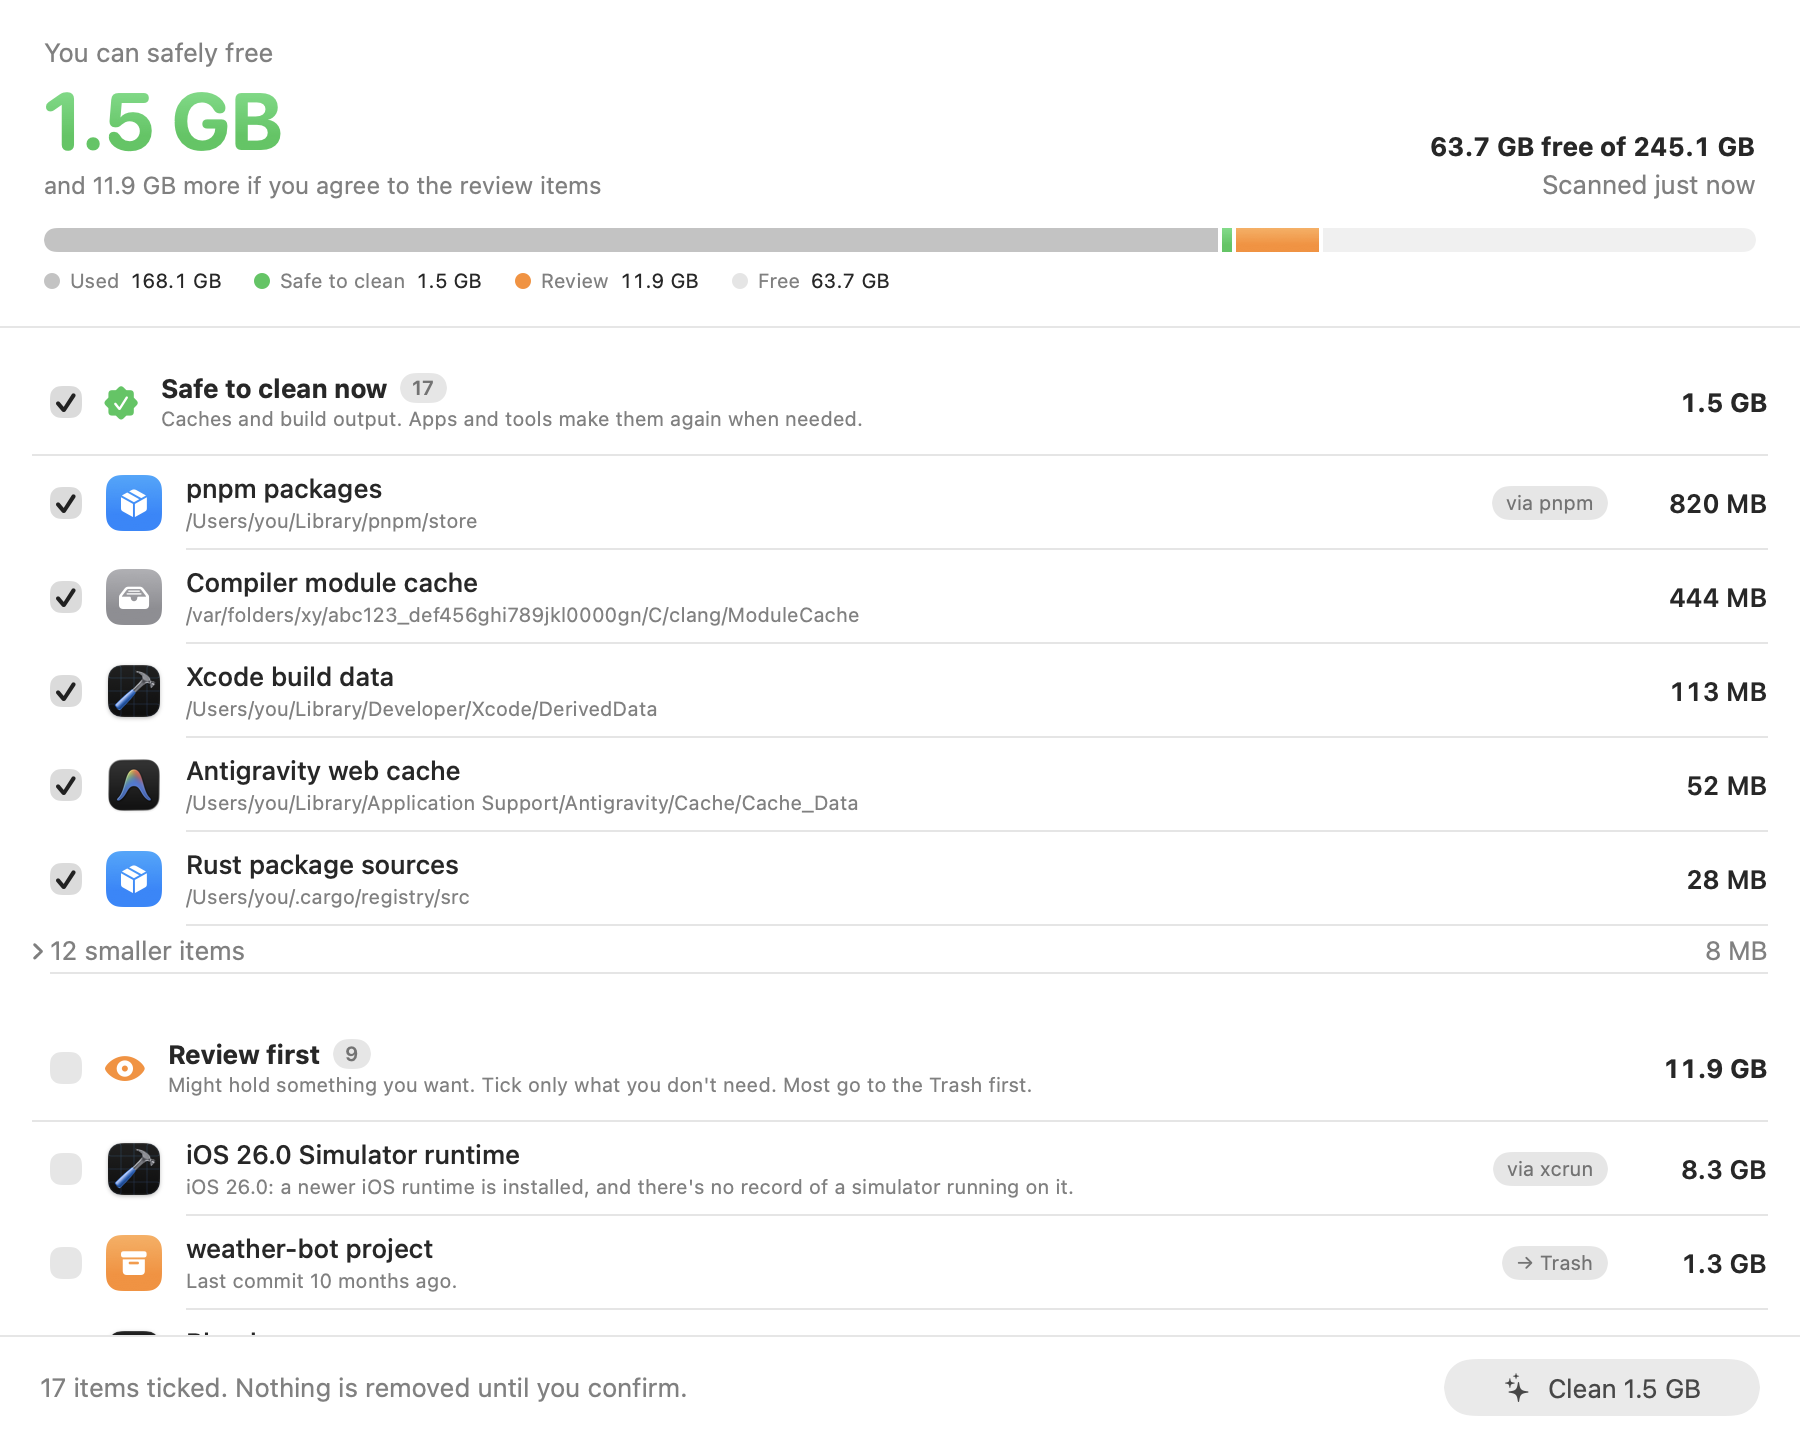 You can safely free
1.5 GB
and 11.9 GB more if you agree to the review items
63.7 GB free of 245.1 GB
Scanned just now
Used 168.1 GB Safe to clean 1.5 GB Review 11.9 GB Free 63.7 GB
Safe to clean now 17
Caches and build output. Apps and tools make them again when needed.
1.5 GB
pnpm packages
/Users/you/Library/pnpm/store
via pnpm 820 MB
Compiler module cache
/var/folders/xy/abc123_def456ghi789jkl0000gn/C/clang/ModuleCache
444 MB
Xcode build data
/Users/you/Library/Developer/Xcode/DerivedData
113 MB
Antigravity web cache
/Users/you/Library/Application Support/Antigravity/Cache/Cache_Data
52 MB
Rust package sources
/Users/you/.cargo/registry/src
28 MB
12 smaller items 8 MB
Review first 9
Might hold something you want. Tick only what you don't need. Most go to the Trash first.
11.9 GB
iOS 26.0 Simulator runtime
iOS 26.0: a newer iOS runtime is installed, and there's no record of a simulator running on it.
via xcrun 8.3 GB
weather-bot project
Last commit 10 months ago.
→ Trash 1.3 GB
17 items ticked. Nothing is removed until you confirm.
Clean 1.5 GB